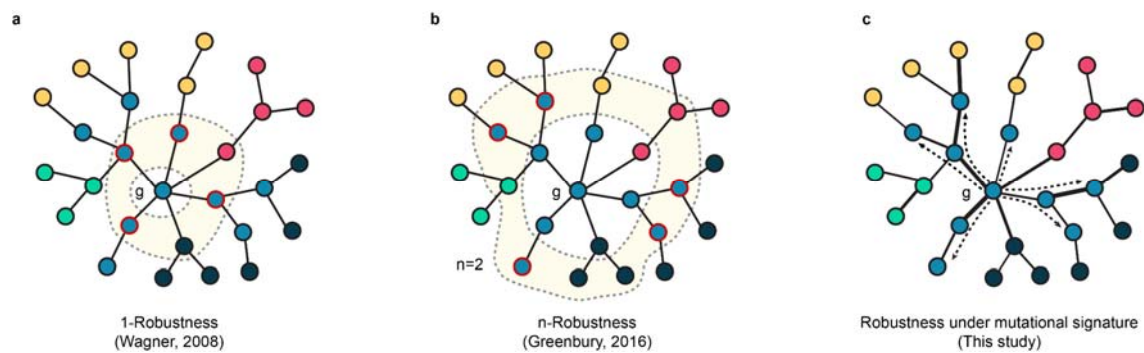 a
b
c
g
g
g
n=2
1-Robustness
(Wagner, 2008)
n-Robustness
(Greenbury, 2016)
Robustness under mutational signature
(This study)